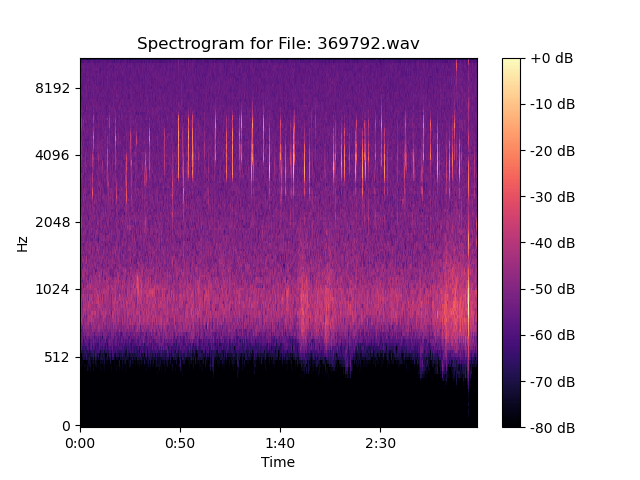 Spectrogram for File: 369792.wav
+0 dB
8192
-10 dB
4096
-20 dB
-30 dB
2048
Hz
-40 dB
1024
-50 dB
-60 dB
512
-70 dB
0
-80 dB
0:00 0:50 1:40 2:30
Time